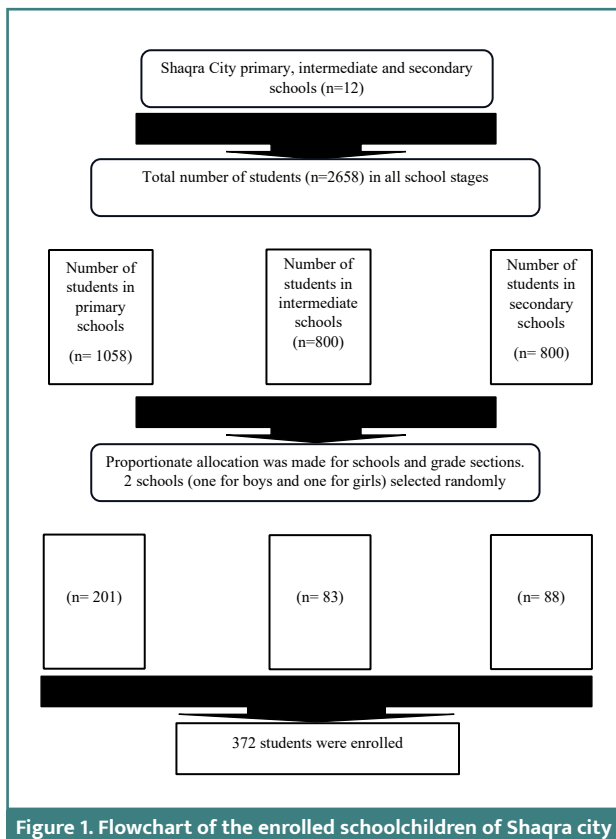 Shaqra City primary, intermediate and secondary
schools (n=12)
Total number of students (n=2658) in all school stages
Number of
students in
primary
schools
(n= 1058)
Number of
students in
intermediate
schools
(n=800)
Number of
students in
secondary
schools
(n= 800)
Proportionate allocation was made for schools and grade sections.
2 schools (one for boys and one for girls) selected randomly
(n= 201)
(n= 83)
(n= 88)
372 students were enrolled
Figure 1. Flowchart of the enrolled schoolchildren of Shaqra city